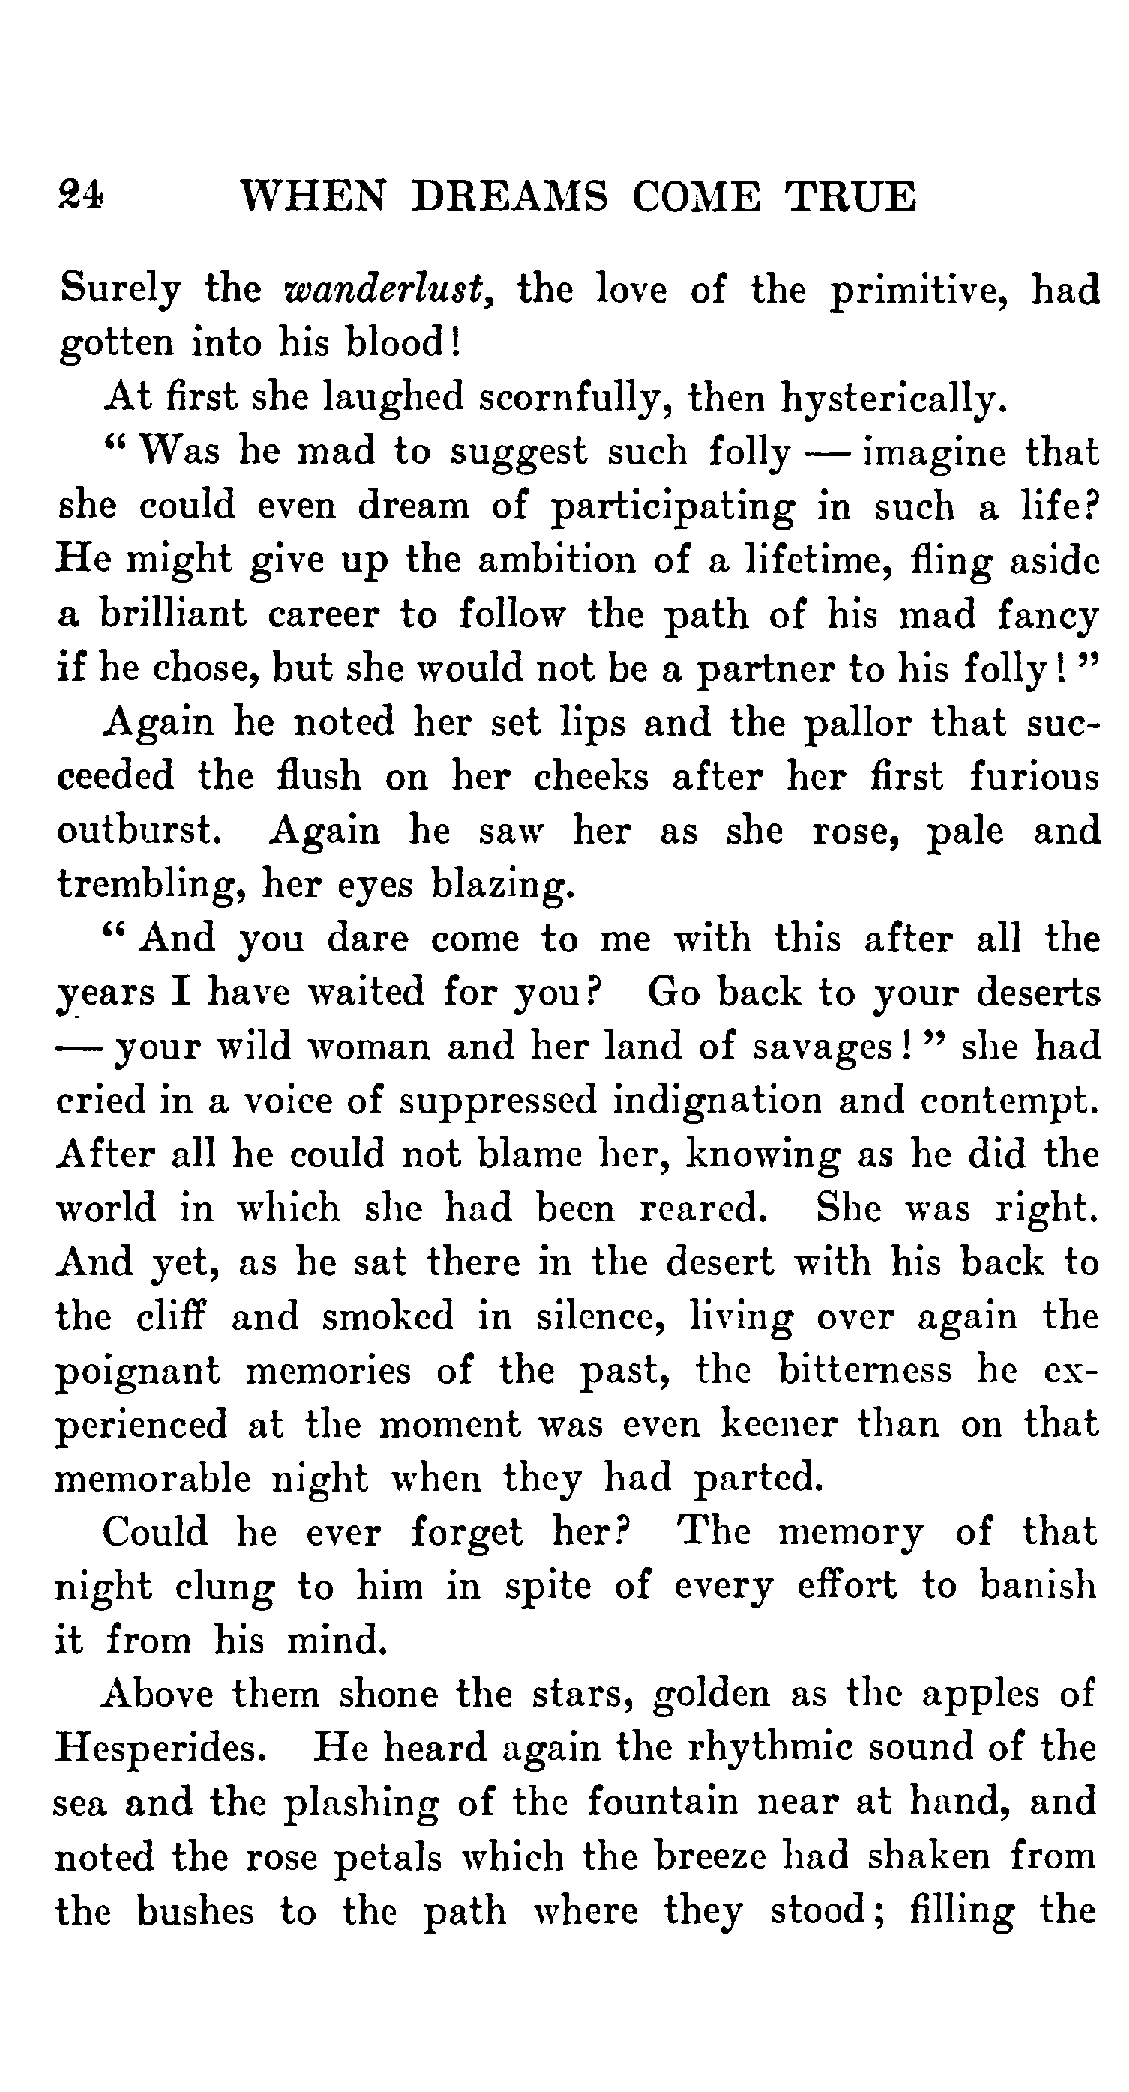 24 WHEN DREAMS COME TRUE
Surely the wanderlust, the love of the primitive, had
gotten into his blood!
At first she laughed scornfully, then hysterically.
“ Was he mad to suggest such folly — imagine that
she could even dream of participating in such a life?
He might give up the ambition of a lifetime, fling aside
a brilliant career to follow the path of his mad fancy
if he chose, but she would not be a partner to his folly! ”
Again he noted her set lips and the pallor that suc-
ceeded the flush on her cheeks after her first furious
outburst. Again he saw her as she rose, pale and
trembling, her eyes blazing.
“ And you dare come to me with this after all the
years I have waited for you? Go back to your deserts
— your wild woman and her land of savages! ” she had
cried in a voice of suppressed indignation and contempt.
After all he could not blame her, knowing as he did the
world in which she had been reared. She was right.
And yet, as he sat there in the desert with his back to
the cliff and smoked in silence, living over again the
poignant memories of the past, the bitterness he ex-
perienced at the moment was even keener than on that
memorable night when they had parted.
Could he ever forget her? The memory of that
night clung to him in spite of every effort to banish
it from his mind.
Above them shone the stars, golden as the apples of
Hesperides. He heard again the rhythmic sound of the
sea and the plashing of the fountain near at hand, and
noted the rose petals which the breeze had shaken from
the bushes to the path where they stood; filling the